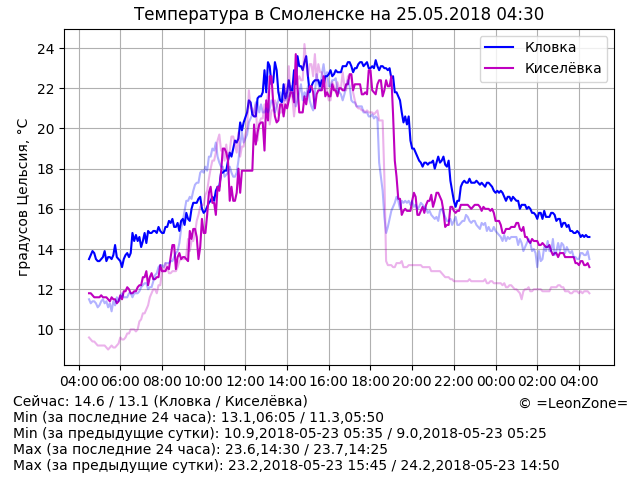 Температура в Смоленске на 25.05.2018 04:30
Кловка
Киселёвка
градусов Цельсия, °C
24
22
20
18
16
14
12
10
04:00 06:00 08:00 10:00 12:00 14:00 16:00 18:00 20:00 22:00 00:00 02:00 04:00
Сейчас: 14.6 / 13.1 (Кловка / Киселёвка)
© =LeonZone=
Min (за последние 24 часа): 13.1,06:05 / 11.3,05:50
Min (за предыдущие сутки): 10.9,2018-05-23 05:35 / 9.0,2018-05-23 05:25
Max (за последние 24 часа): 23.6,14:30 / 23.7,14:25
Max (за предыдущие сутки): 23.2,2018-05-23 15:45 / 24.2,2018-05-23 14:50